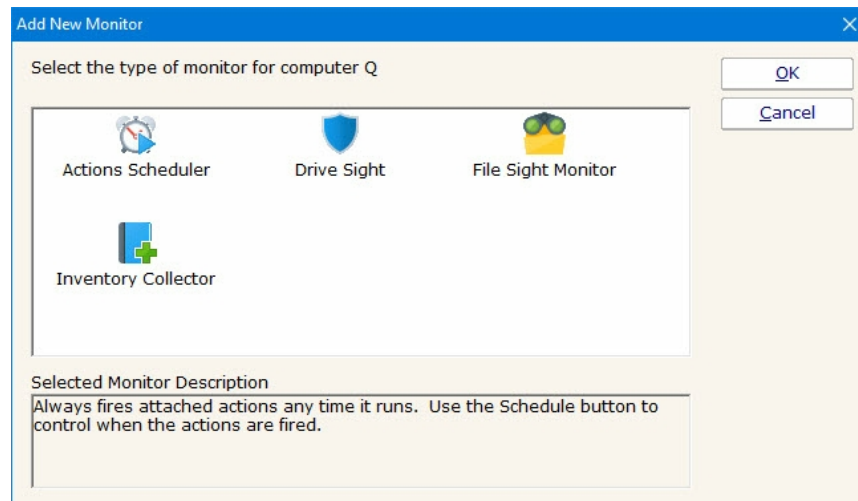 Add New Monitor
Select the type of monitor for computer Q
OK
Cancel
Actions Scheduler
Drive Sight
File Sight Monitor
Inventory Collector
Selected Monitor Description
Always fires attached actions any time it runs.  Use the Schedule button to
control when the actions are fired.